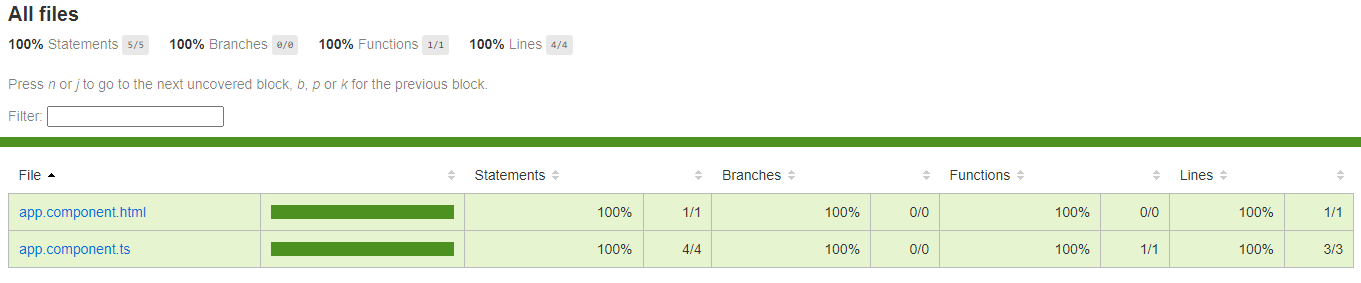 All files
100% Statements 5/5 100% Branches 0/0 100% Functions 1/1 100% Lines 4/4
Press n or j to go to the next uncovered block, b, p or k for the previous block.
Filter:
File Statements Branches Functions Lines
app.component.html 100% 1/1 100% 0/0 100% 0/0 100% 1/1
app.component.ts 100% 4/4 100% 0/0 100% 1/1 100% 3/3